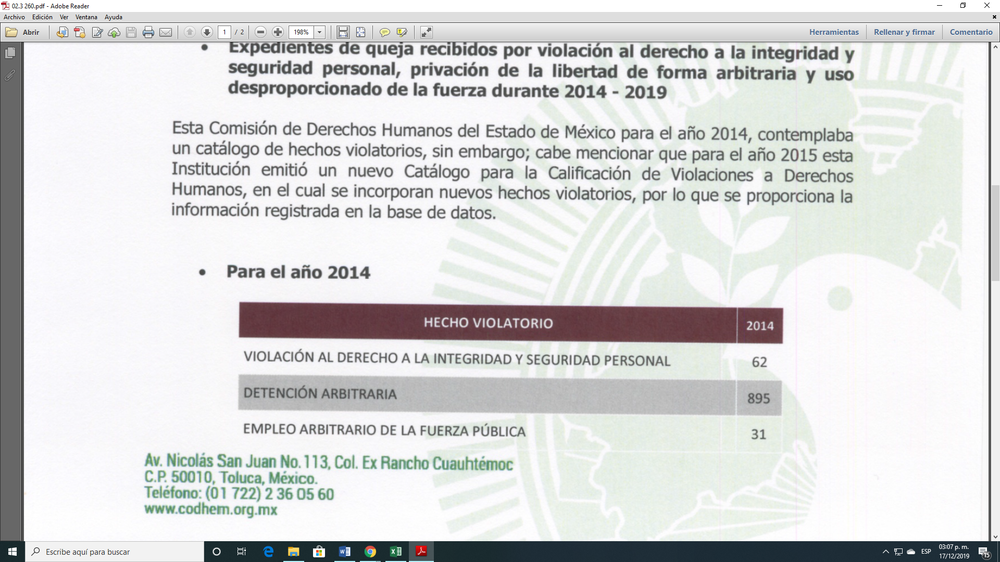 02.3 260.pdf - Adobe Reader
Archivo Edición Ver Ventana Ayuda
Abrir 1 / 2 198% Herramientas Rellenar y firmar Comentario
• Expedientes de queja recibidos por violación al derecho a la integridad y
seguridad personal, privación de la libertad de forma arbitraria y uso
desproporcionado de la fuerza durante 2014 - 2019
Esta Comisión de Derechos Humanos del Estado de México para el año 2014, contemplaba
un catálogo de hechos violatorios, sin embargo; cabe mencionar que para el año 2015 esta
Institución emitió un nuevo Catálogo para la Calificación de Violaciones a Derechos
Humanos, en el cual se incorporan nuevos hechos violatorios, por lo que se proporciona la
información registrada en la base de datos.
• Para el año 2014
HECHO VIOLATORIO 2014
VIOLACIÓN AL DERECHO A LA INTEGRIDAD Y SEGURIDAD PERSONAL 62
DETENCIÓN ARBITRARIA 895
EMPLEO ARBITRARIO DE LA FUERZA PÚBLICA 31
Av. Nicolás San Juan No. 113, Col. Ex Rancho Cuauhtémoc
C.P. 50010, Toluca, México.
Teléfono: (01 722) 2 36 05 60
www.codhem.org.mx
Escribe aquí para buscar
ESP
03:07 p. m.
17/12/2019
15